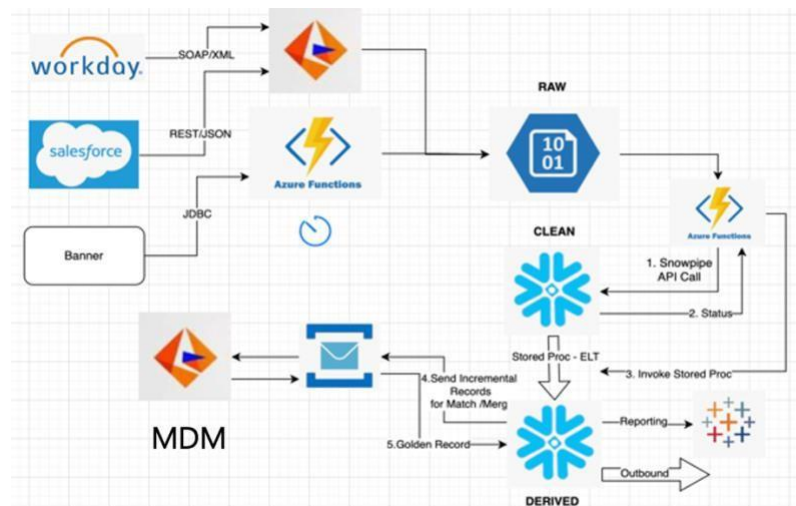 workday.
SOAP/XML
RAW
REST/JSON
salesforce
10
01
Azure Functions
JDBC
Azure Functions
Banner
CLEAN
1. Snowpipe
API Call
2. Status
Stored Proc - ELT
3. Invoke Stored Proc
4.Send Incremental
Records
for Match /Merg
MDM
Reporting
5.Golden Record
Outbound
DERIVED